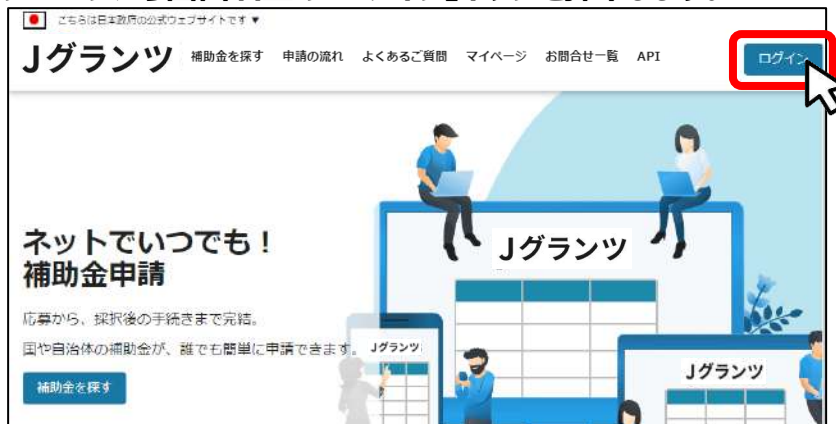 こちらは日本政府の公式ウェブサイトです ▼
Jグランツ 補助金を探す 申請の流れ よくあるご質問 マイページ お問合せ一覧 API ログイン
ネットでいつでも！
補助金申請
Jグランツ
応募から、採択後の手続きまで完結。
国や自治体の補助金が、誰でも簡単に申請できます。
Jグランツ
Jグランツ
補助金を探す